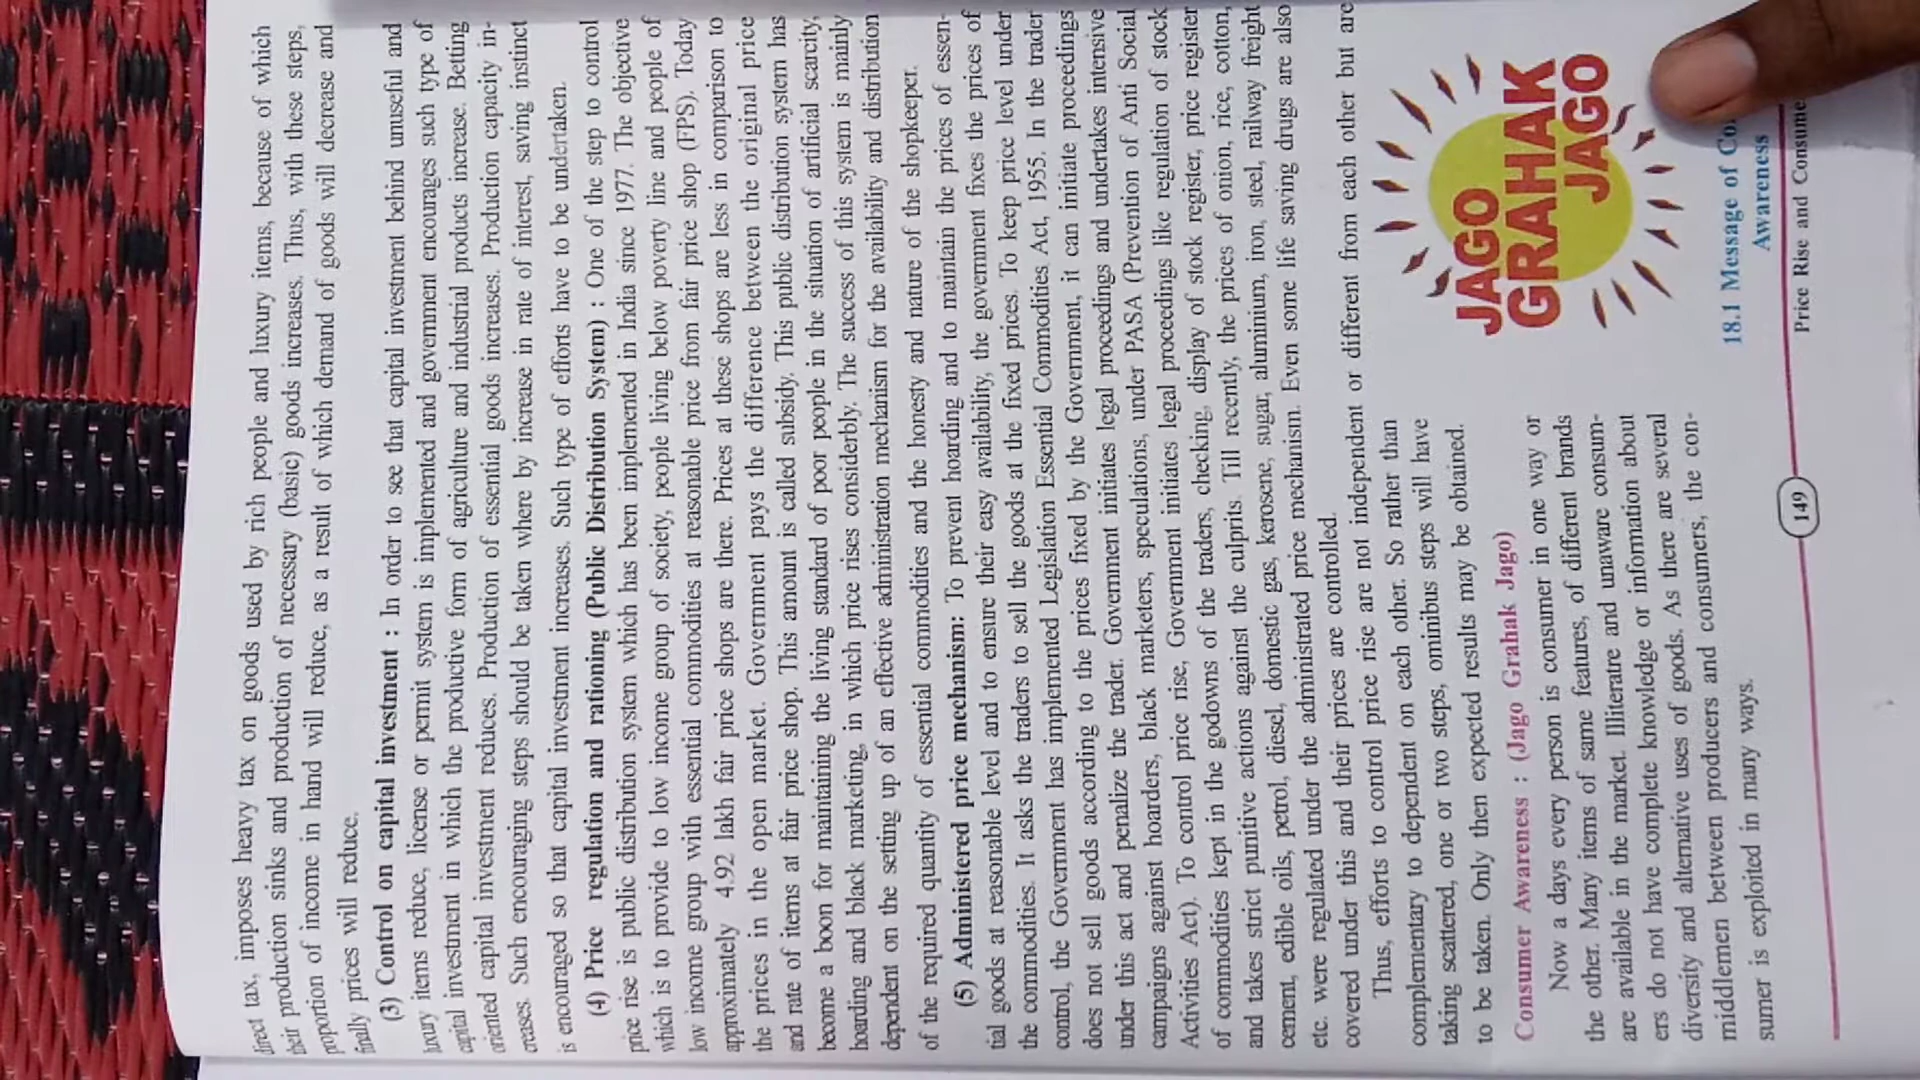 direct tax, imposes heavy tax on goods used by rich people and luxury items, because of which
their production sinks and production of necessary (basic) goods increases. Thus, with these steps,
proportion of income in hand will reduce, as a result of which demand of goods will decrease and
finally prices will reduce.
(3) Control on capital investment : In order to see that capital investment behind unuseful and
luxury items reduce, license or permit system is implemented and government encourages such type of
capital investment in which the productive form of agriculture and industrial products increase. Betting
oriented capital investment reduces. Production of essential goods increases. Production capacity in-
creases. Such encouraging steps should be taken where by increase in rate of interest, saving instinct
is encouraged so that capital investment increases. Such type of efforts have to be undertaken.
(4) Price regulation and rationing (Public Distribution System) : One of the step to control
price rise is public distribution system which has been implemented in India since 1977. The objective
which is to provide to low income group of society, people living below poverty line and people of
low income group with essential commodities at reasonable price from fair price shop (FPS). Today
approximately 4.92 lakh fair price shops are there. Prices at these shops are less in comparison to
the prices in the open market. Government pays the difference between the original price
and rate of items at fair price shop. This amount is called subsidy. This public distribution system has
become a boon for maintaining the living standard of poor people in the situation of artificial scarcity,
hoarding and black marketing, in which price rises considerbly. The success of this system is mainly
dependent on the setting up of an effective administration mechanism for the availability and distribution
of the required quantity of essential commodities and the honesty and nature of the shopkeeper.
(5) Administered price mechanism: To prevent hoarding and to maintain the prices of essen-
tial goods at reasonable level and to ensure their easy availability, the government fixes the prices of
the commodities. It asks the traders to sell the goods at the fixed prices. To keep price level under
control, the Government has implemented Legislation Essential Commodities Act, 1955. In the trader
does not sell goods according to the prices fixed by the Government, it can initiate proceedings
under this act and penalize the trader. Government initiates legal proceedings and undertakes intensive
campaigns against hoarders, black marketers, speculations, under PASA (Prevention of Anti Social
Activities Act). To control price rise, Government initiates legal proceedings like regulation of stock
of commodities kept in the godowns of the traders, checking, display of stock register, price register
and takes strict punitive actions against the culprits. Till recently, the prices of onion, rice, cotton,
cement, edible oils, petrol, diesel, domestic gas, kerosene, sugar, aluminium, iron, steel, railway freight
etc. were regulated under the administrated price mechanism. Even some life saving drugs are also
covered under this and their prices are controlled.
Thus, efforts to control price rise are not independent or different from each other but are
complementary to dependent on each other. So rather than
taking scattered, one or two steps, ominibus steps will have
to be taken. Only then expected results may be obtained.
Consumer Awareness : (Jago Grahak Jago)
Now a days every person is consumer in one way or
the other. Many items of same features, of different brands
are available in the market. Illiterate and unaware consum-
ers do not have complete knowledge or information about
diversity and alternative uses of goods. As there are several
middlemen between producers and consumers, the con-
sumer is exploited in many ways.
JAGO
GRAHAK
JAGO
18.1 Message of
Awareness
149
Price Rise and